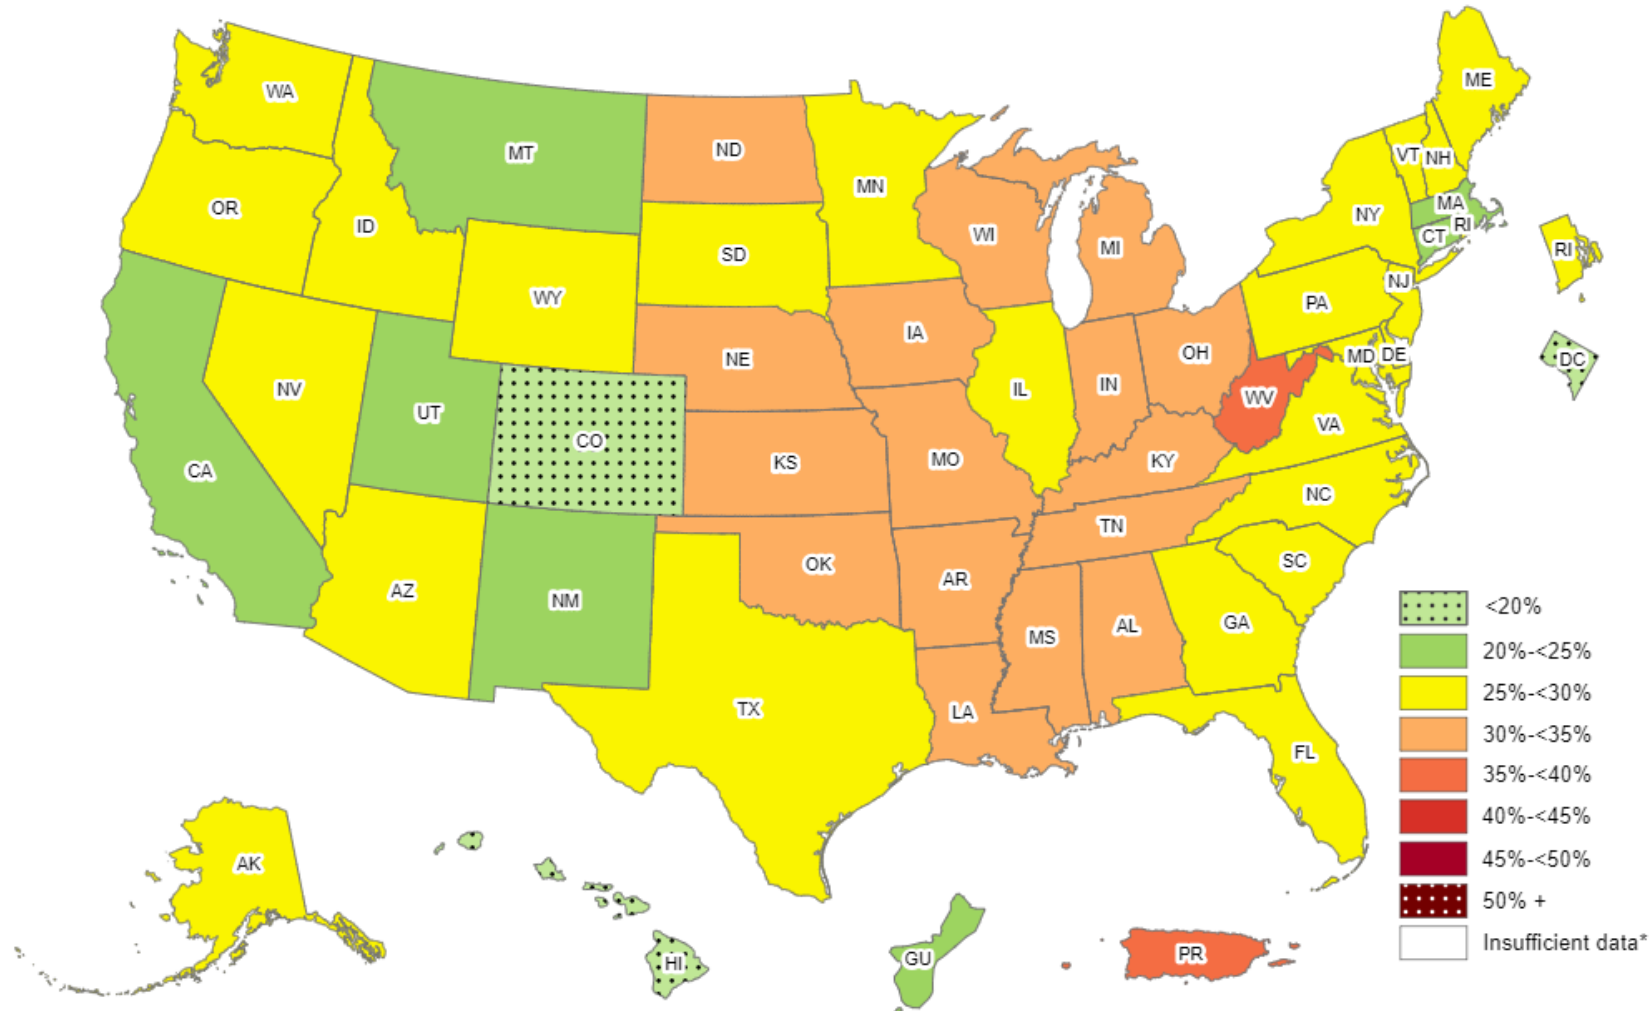 ME
WA
MT
ND
VT
NH
MN
OR
MA
NY
RI
ID
WI
CT
MI
SD
RI
NJ
WY
PA
IA
OH
MD
DE
NE
DC
IN
NV
IL
WV
UT
VA
CO
KS
MO
KY
CA
NC
TN
SC
OK
AR
AZ
NM
GA
AL
MS
TX
LA
FL
AK
HI
GU
PR
<20%
20%-<25%
25%-<30%
30%-<35%
35%-<40%
40%-<45%
45%-<50%
50% +
Insufficient data*